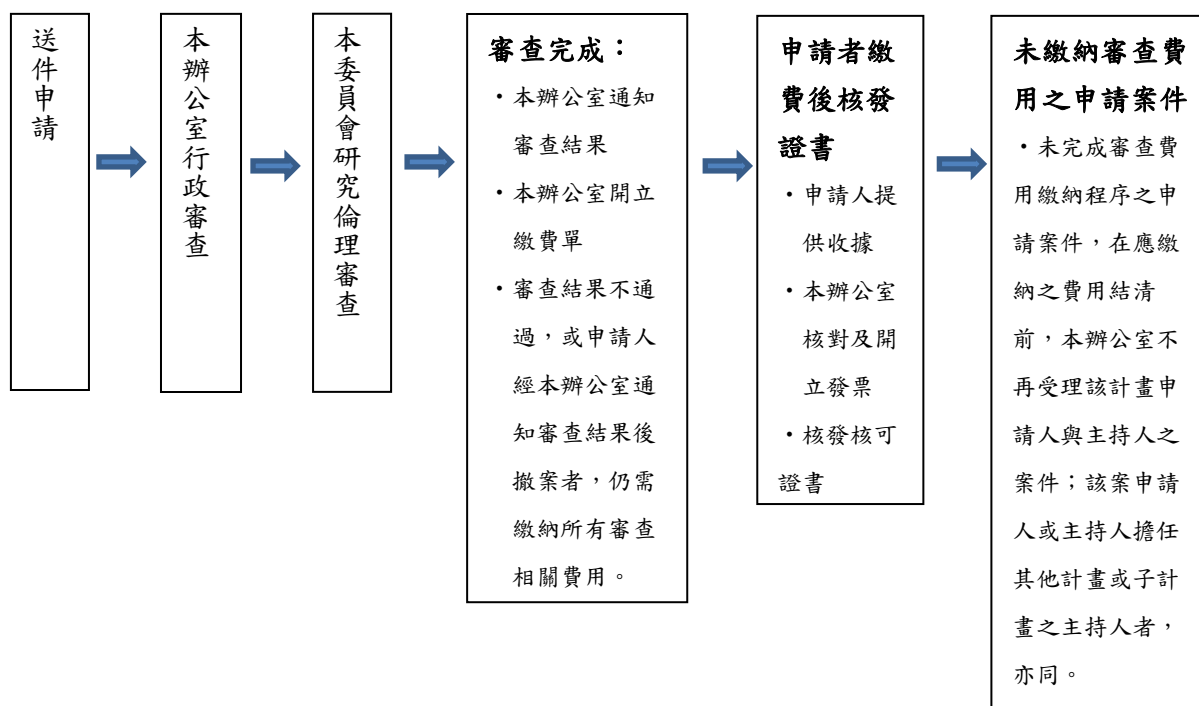 送件申請
本辦公室行政審查
本委員會研究倫理審查
審查完成：
・本辦公室通知
審查結果
・本辦公室開立
繳費單
・審查結果不通
過，或申請人
經本辦公室通
知審查結果後
撤案者，仍需
繳納所有審查
相關費用。
申請者繳
費後核發
證書
・申請人提
供收據
・本辦公室
核對及開
立發票
・核發核可
證書
未繳納審查費
用之申請案件
・未完成審查費
用繳納程序之申
請案件，在應繳
納之費用結清
前，本辦公室不
再受理該計畫申
請人與主持人之
案件；該案申請
人或主持人擔任
其他計畫或子計
畫之主持人者，
亦同。